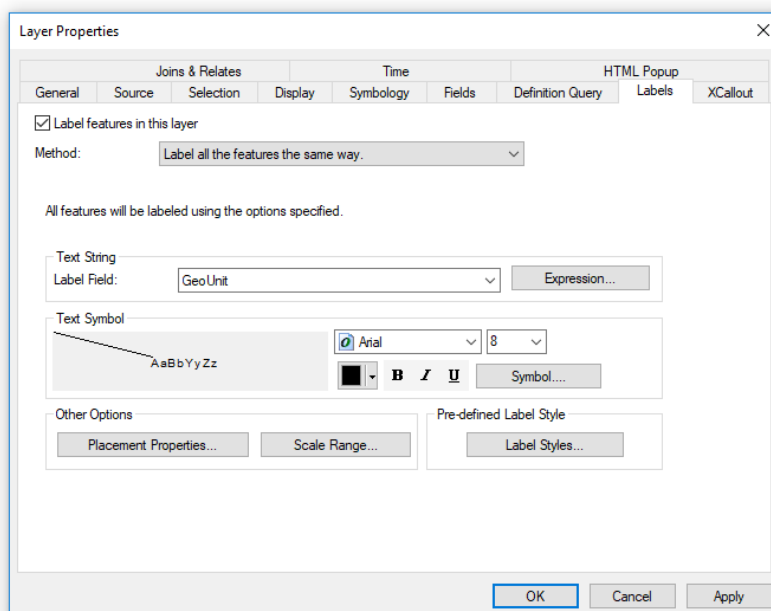 Layer Properties
Joins & Relates Time HTML Popup
General Source Selection Display Symbology Fields Definition Query Labels XCallout
Label features in this layer
Method: Label all the features the same way.
All features will be labeled using the options specified.
Text String
Label Field: GeoUnit Expression...
Text Symbol
AaBbYyZz Arial 8
B I U Symbol....
Other Options Pre-defined Label Style
Placement Properties... Scale Range... Label Styles...
OK Cancel Apply